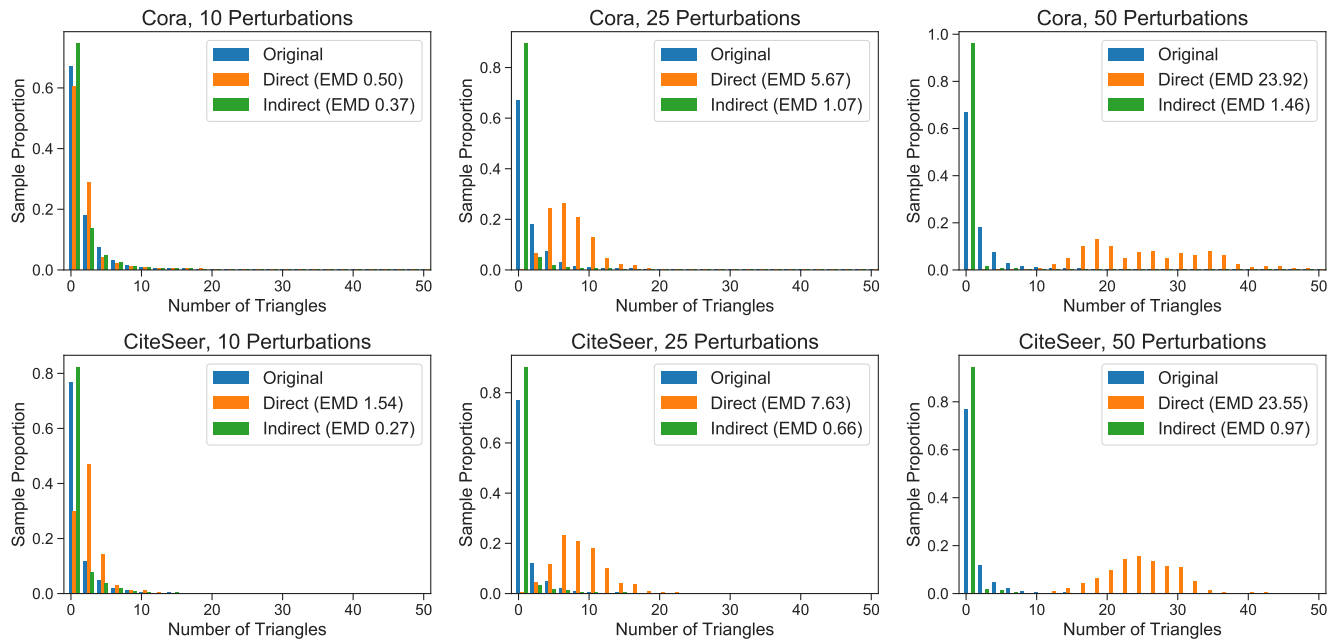 Cora, 10 Perturbations
Original
Direct (EMD 0.50)
Indirect (EMD 0.37)
Sample Proportion
0.6
0.4
0.2
0.0
0 10 20 30 40 50
Number of Triangles
Cora, 25 Perturbations
Original
Direct (EMD 5.67)
Indirect (EMD 1.07)
Sample Proportion
0.8
0.6
0.4
0.2
0.0
0 10 20 30 40 50
Number of Triangles
Cora, 50 Perturbations
Original
Direct (EMD 23.92)
Indirect (EMD 1.46)
Sample Proportion
1.0
0.8
0.6
0.4
0.2
0.0
0 10 20 30 40 50
Number of Triangles
CiteSeer, 10 Perturbations
Original
Direct (EMD 1.54)
Indirect (EMD 0.27)
Sample Proportion
0.8
0.6
0.4
0.2
0.0
0 10 20 30 40 50
Number of Triangles
CiteSeer, 25 Perturbations
Original
Direct (EMD 7.63)
Indirect (EMD 0.66)
Sample Proportion
0.8
0.6
0.4
0.2
0.0
0 10 20 30 40 50
Number of Triangles
CiteSeer, 50 Perturbations
Original
Direct (EMD 23.55)
Indirect (EMD 0.97)
Sample Proportion
0.8
0.6
0.4
0.2
0.0
0 10 20 30 40 50
Number of Triangles